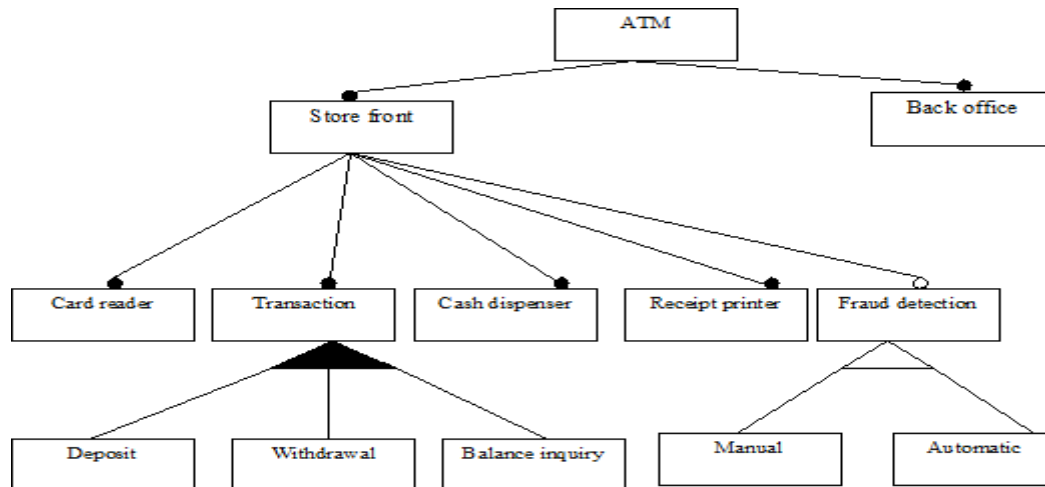 ATM
Store front
Back office
Card reader
Transaction
Cash dispenser
Receipt printer
Fraud detection
Deposit
Withdrawal
Balance inquiry
Manual
Automatic